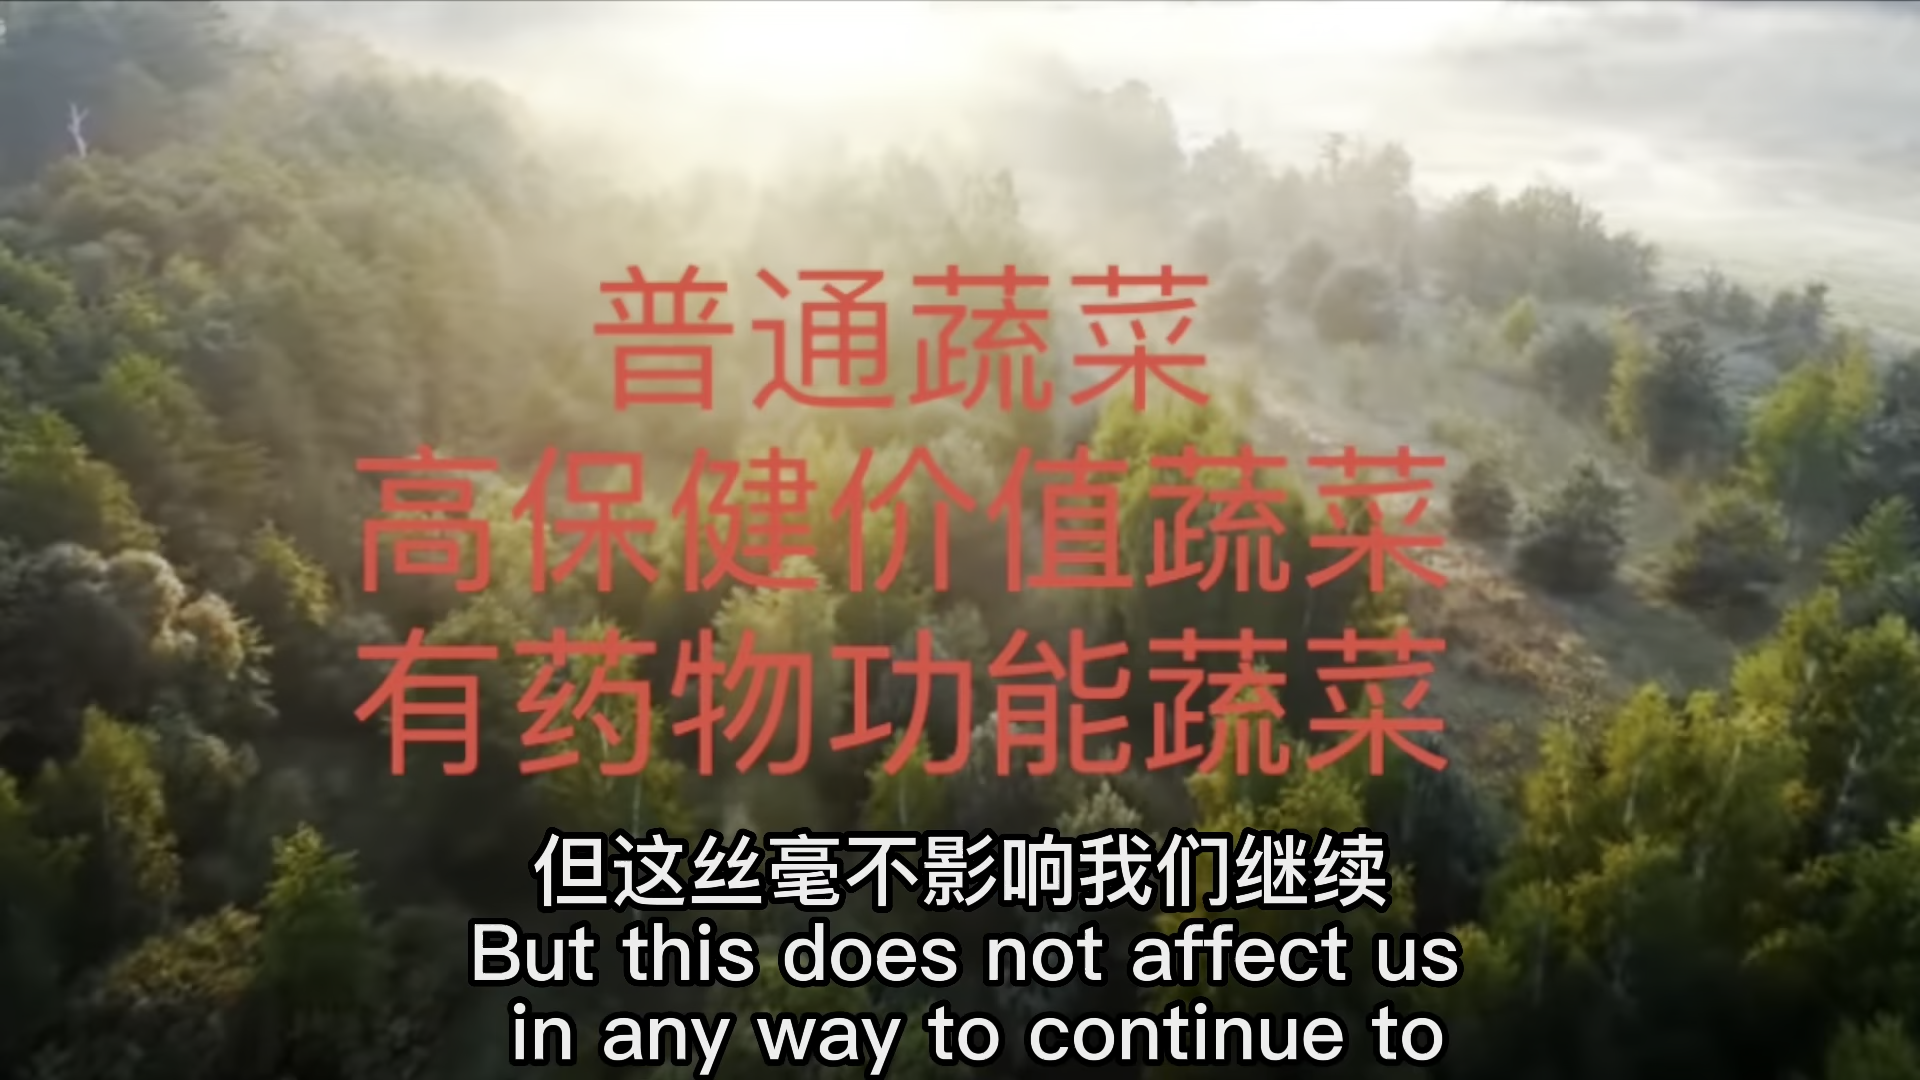 普通蔬菜
高保健价值蔬菜
有药物功能蔬菜
但这丝毫不影响我们继续
But this does not affect us
in any way to continue to